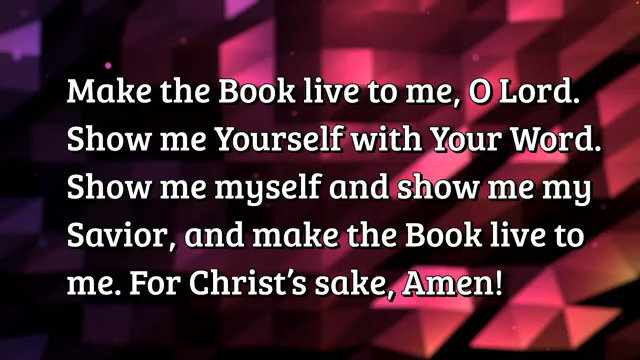 Make the Book live to me, O Lord.
Show me Yourself with Your Word.
Show me myself and show me my
Savior, and make the Book live to
me. For Christ’s sake, Amen!